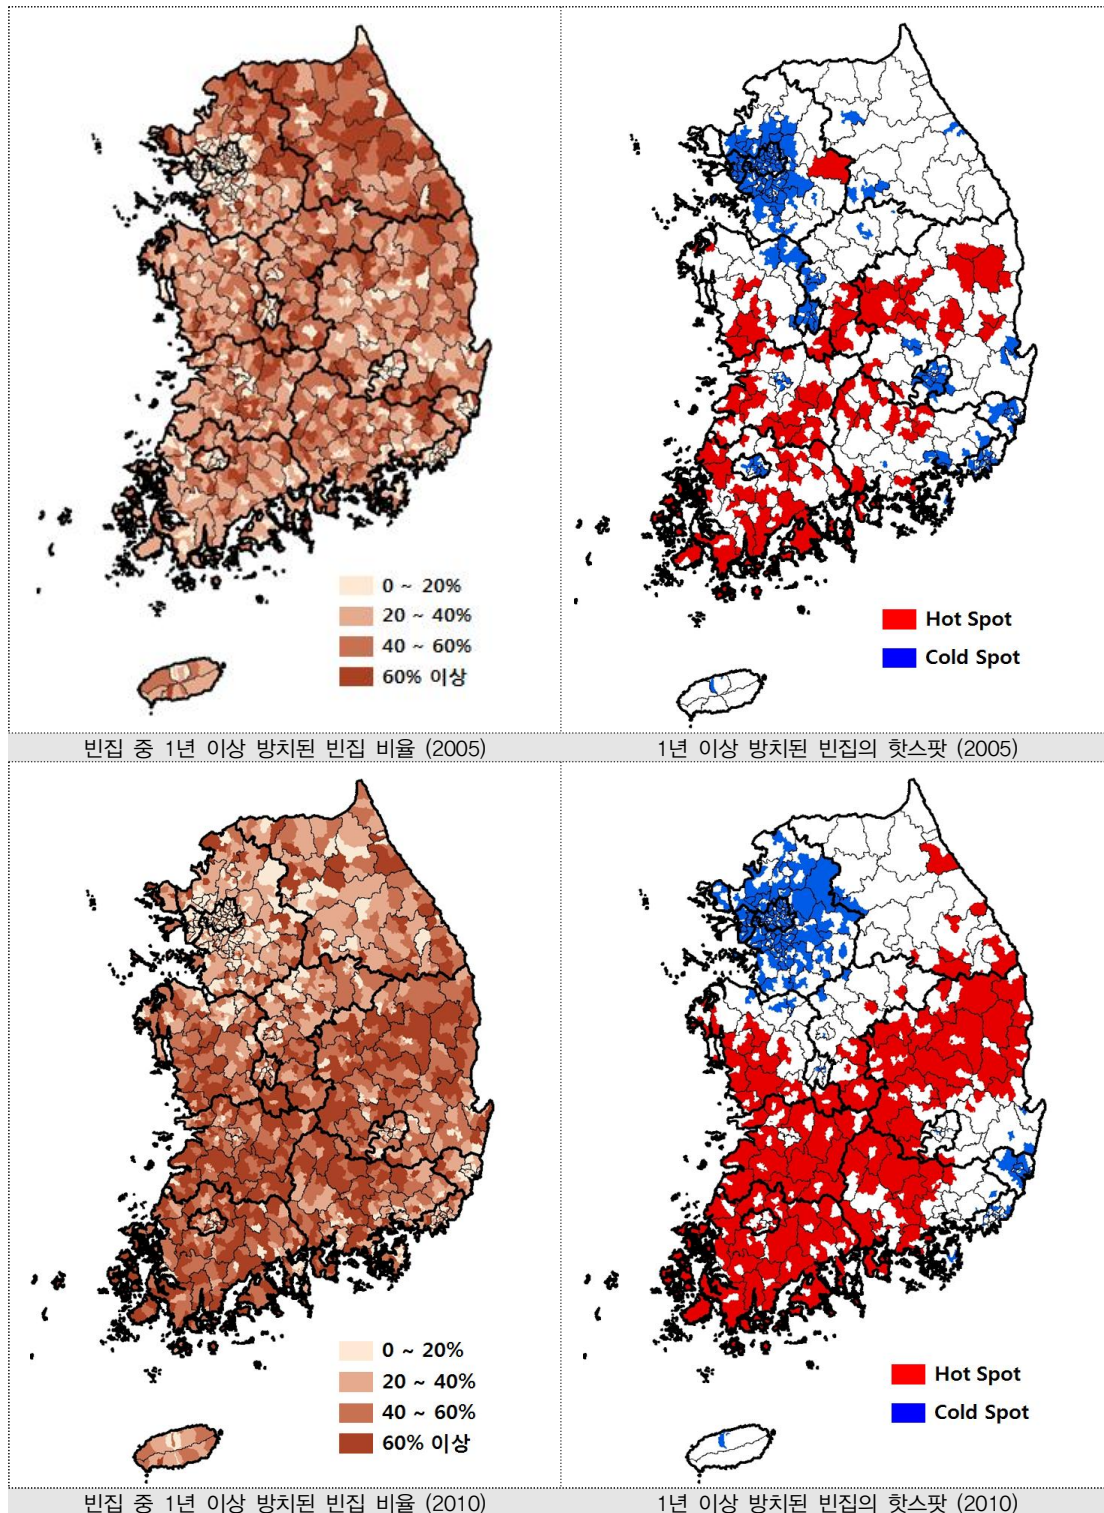 0 ~ 20%
20 ~ 40%
40 ~ 60%
60% 이상
Hot Spot
Cold Spot
빈집 중 1년 이상 방치된 빈집 비율 (2005)
1년 이상 방치된 빈집의 핫스팟 (2005)
0 ~ 20%
20 ~ 40%
40 ~ 60%
60% 이상
Hot Spot
Cold Spot
빈집 중 1년 이상 방치된 빈집 비율 (2010)
1년 이상 방치된 빈집의 핫스팟 (2010)